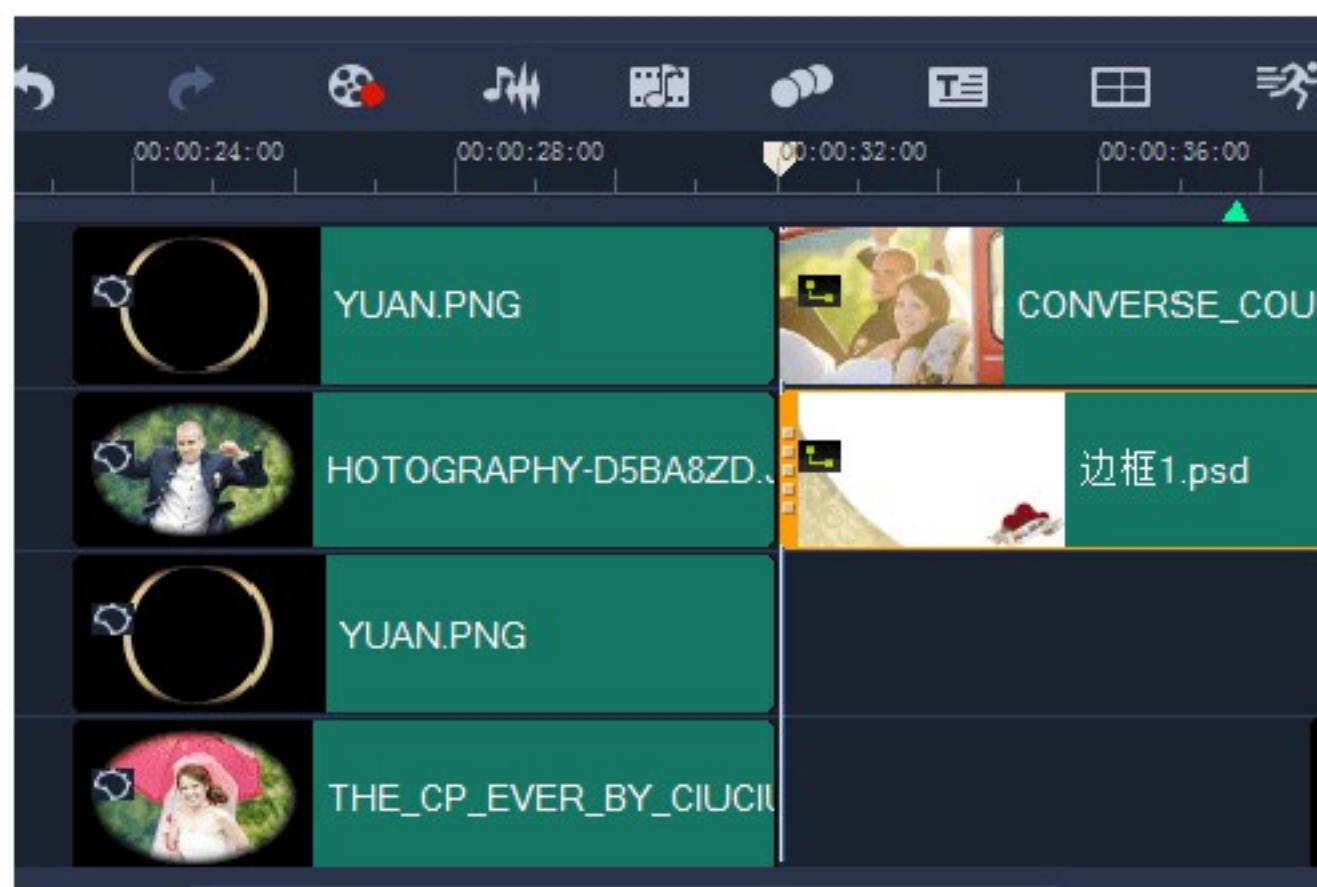 00:00:24:00 00:00:28:00 00:00:32:00 00:00:36:00
YUAN.PNG CONVERSE_COU
HOTOGRAPHY-D5BA8ZD. 边框1.psd
YUAN.PNG
THE_CP_EVER_BY_CIUCIU